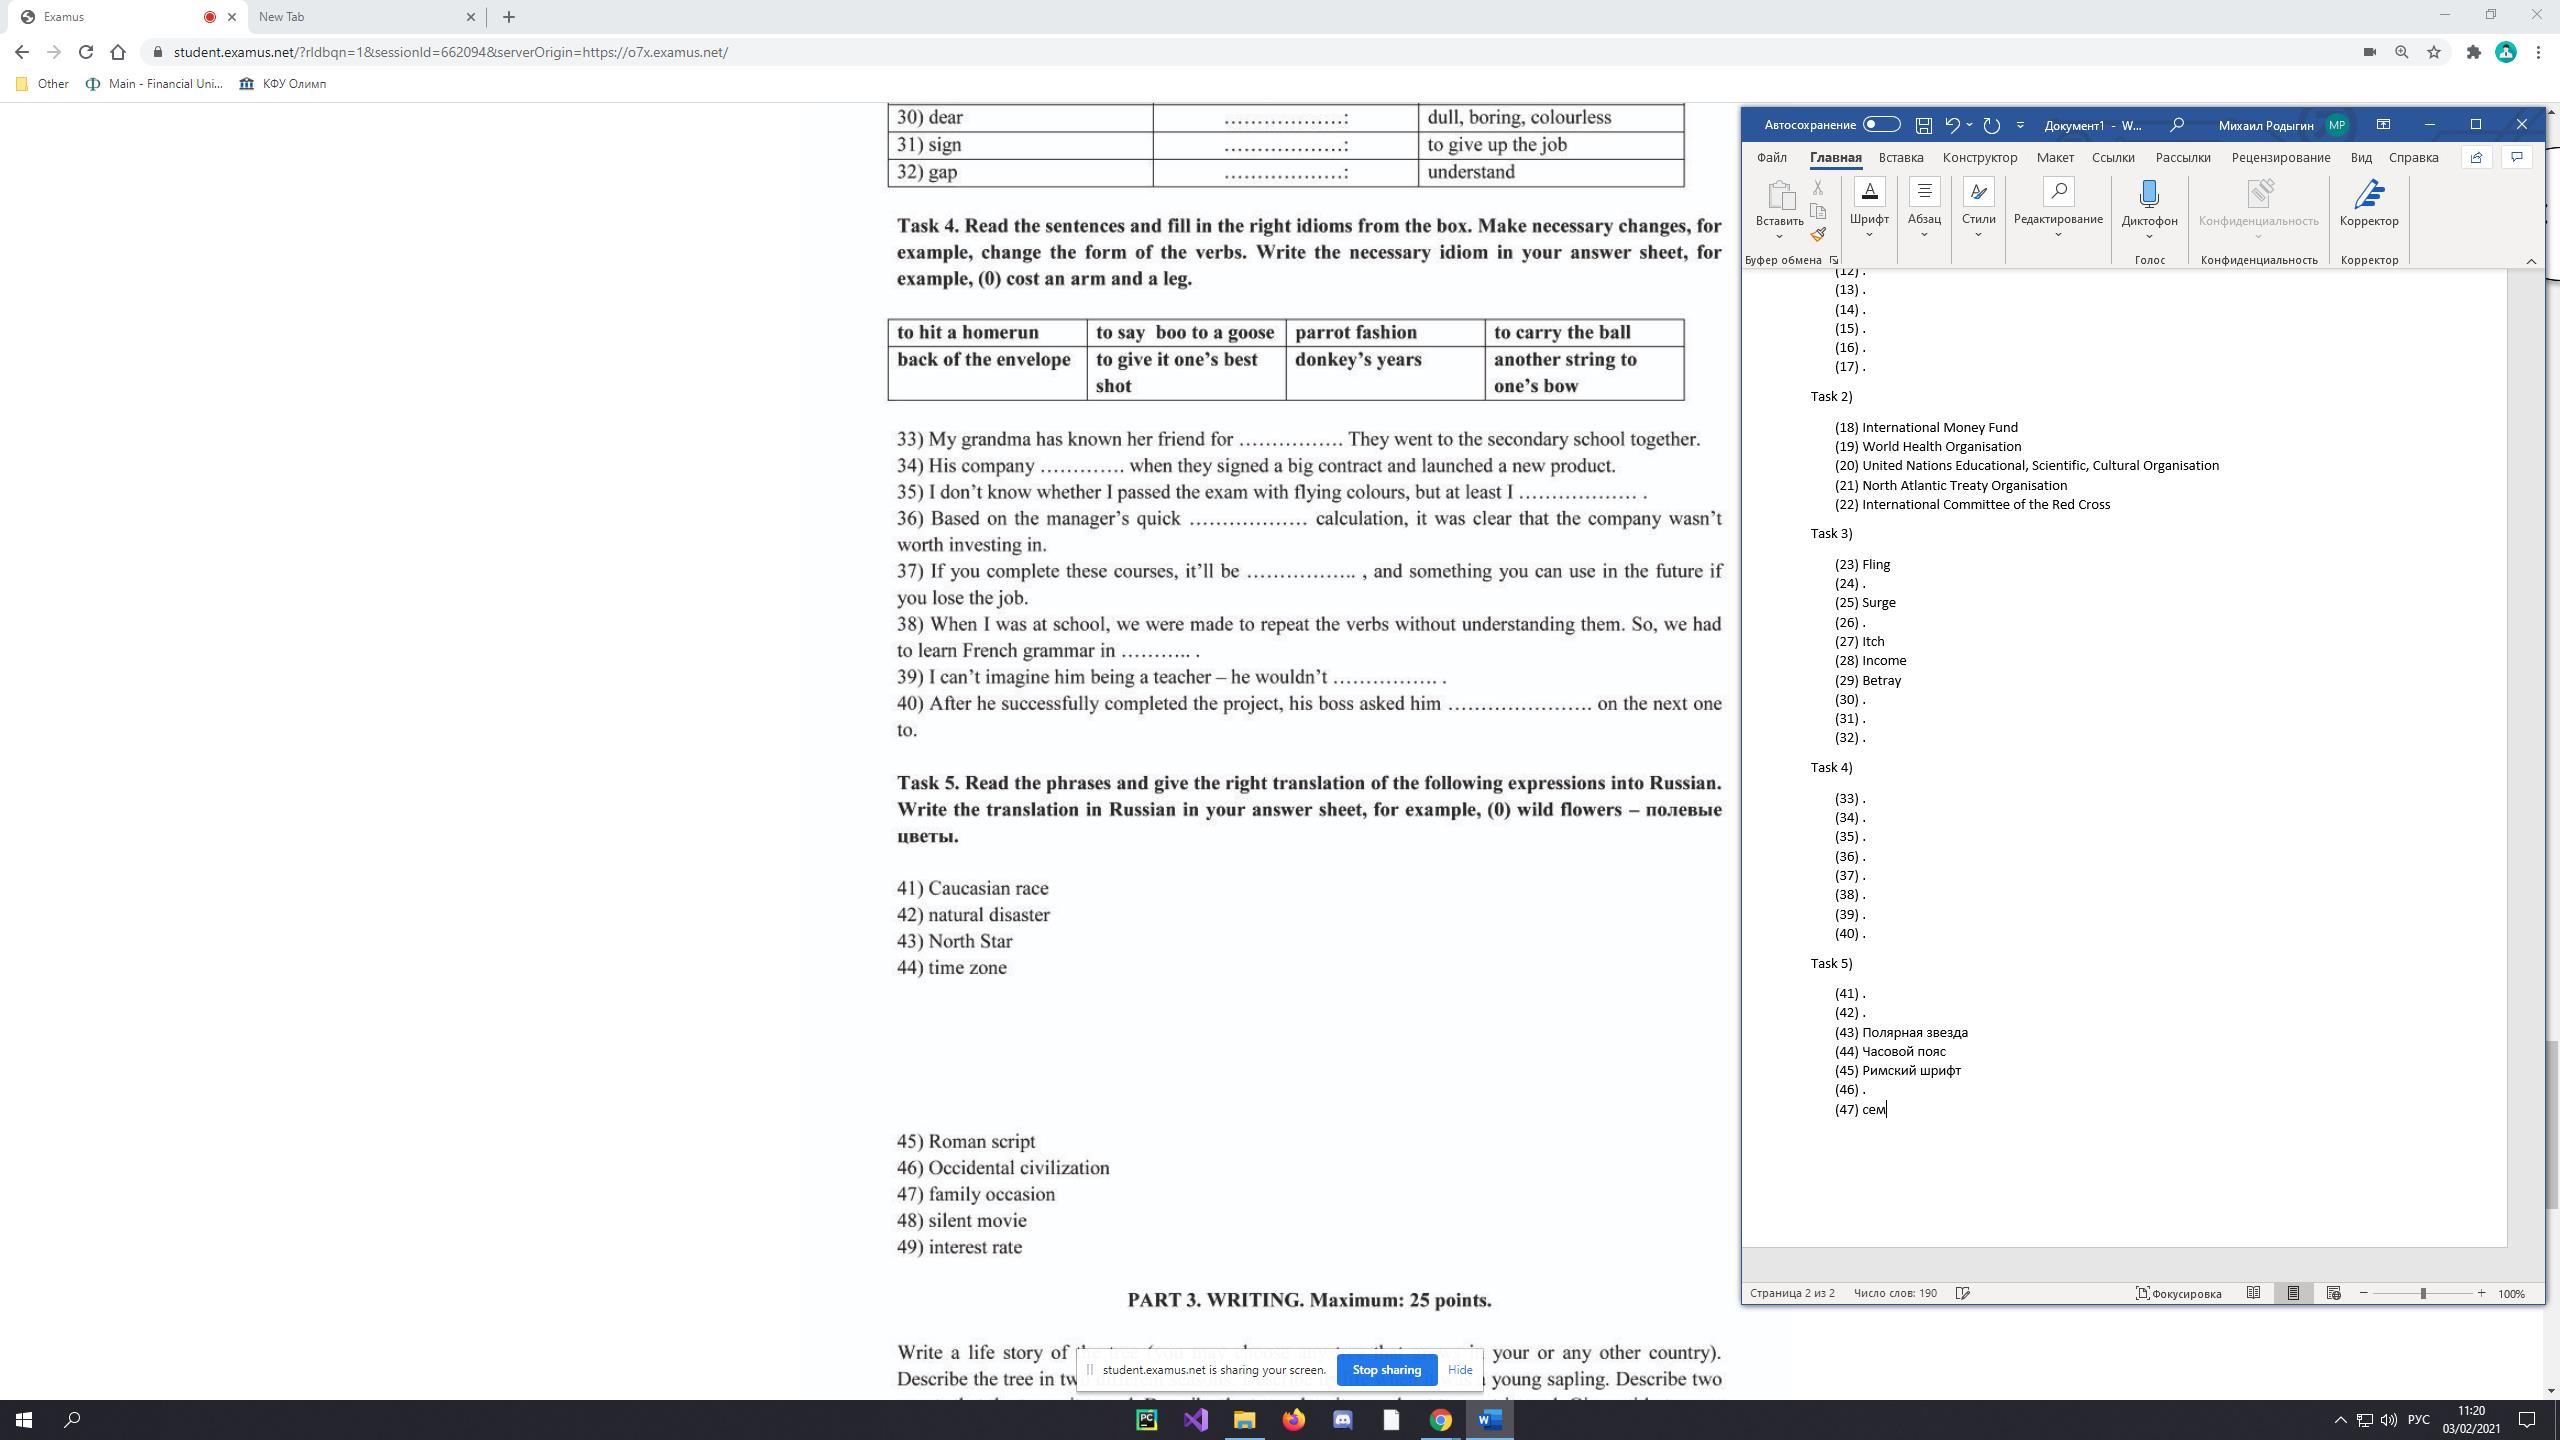 Examus
New Tab
student.examus.net/?rldbqn=1&sessionId=662094&serverOrigin=https://o7x.examus.net/
Other
Main - Financial Uni...
КФУ Олимп
30) dear ………………: dull, boring, colourless
31) sign ………………: to give up the job
32) gap ………………: understand
Task 4. Read the sentences and fill in the right idioms from the box. Make necessary changes, for
example, change the form of the verbs. Write the necessary idiom in your answer sheet, for
example, (0) cost an arm and a leg.
to hit a homerun to say boo to a goose parrot fashion to carry the ball
back of the envelope to give it one's best donkey's years another string to
shot one's bow
33) My grandma has known her friend for ……………. They went to the secondary school together.
34) His company …………. when they signed a big contract and launched a new product.
35) I don't know whether I passed the exam with flying colours, but at least I ……………… .
36) Based on the manager's quick ……………… calculation, it was clear that the company wasn't
worth investing in.
37) If you complete these courses, it'll be …………….. , and something you can use in the future if
you lose the job.
38) When I was at school, we were made to repeat the verbs without understanding them. So, we had
to learn French grammar in ……….. .
39) I can't imagine him being a teacher – he wouldn't ……………. .
40) After he successfully completed the project, his boss asked him …………………. on the next one
to.
Task 5. Read the phrases and give the right translation of the following expressions into Russian.
Write the translation in Russian in your answer sheet, for example, (0) wild flowers – полевые
цветы.
41) Caucasian race
42) natural disaster
43) North Star
44) time zone
45) Roman script
46) Occidental civilization
47) family occasion
48) silent movie
49) interest rate
PART 3. WRITING. Maximum: 25 points.
Write a life story of your or any other country).
Describe the tree in young sapling. Describe two
student.examus.net is sharing your screen.
Stop sharing
Hide
Автосохранение
Документ1 - W...
Михаил Родыгин
МР
Файл Главная Вставка Конструктор Макет Ссылки Рассылки Рецензирование Вид Справка
Вставить
Шрифт
Абзац
Стили
Редактирование
Диктофон
Конфиденциальность
Корректор
Буфер обмена
Голос
Конфиденциальность
Корректор
(12) .
(13) .
(14) .
(15) .
(16) .
(17) .
Task 2)
(18) International Money Fund
(19) World Health Organisation
(20) United Nations Educational, Scientific, Cultural Organisation
(21) North Atlantic Treaty Organisation
(22) International Committee of the Red Cross
Task 3)
(23) Fling
(24) .
(25) Surge
(26) .
(27) Itch
(28) Income
(29) Betray
(30) .
(31) .
(32) .
Task 4)
(33) .
(34) .
(35) .
(36) .
(37) .
(38) .
(39) .
(40) .
Task 5)
(41) .
(42) .
(43) Полярная звезда
(44) Часовой пояс
(45) Римский шрифт
(46) .
(47) сем
Страница 2 из 2
Число слов: 190
Фокусировка
100%
РУС
11:20
03/02/2021